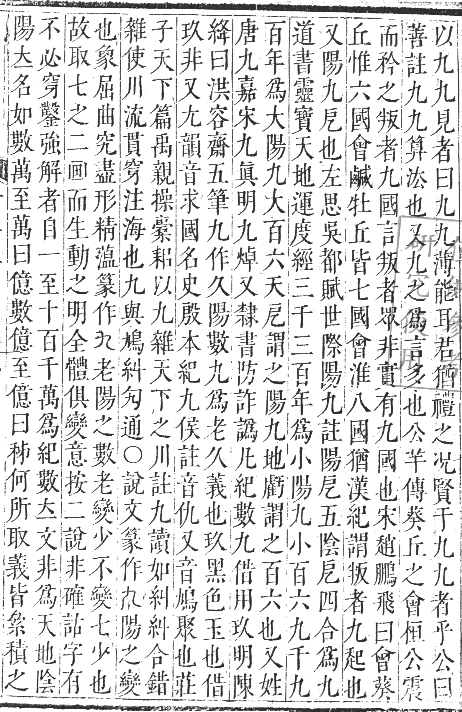 以九九見者曰九九薄能耳君猶禮之况賢于九九者乎公曰
善註九九算法也又九之爲言多也公羊傳葵丘之會桓公震
而矜之叛者九國言叛者眾非實有九國也宋趙鵬飛曰會葵
丘惟六國會鹹牡丘皆七國會淮八國猶漢紀謂叛者九起也
又陽九戹也左思吳都賦世際陽九註陽戹五陰戹四合爲九
道書靈寶天地運度經三千三百年爲小陽九小百六九千九
百年爲大陽九大百六天戹謂之陽九地虧謂之百六也又姓
唐九嘉宋九眞明九焯又隸書防詐譌凡紀數九借用玖明陳
絳曰洪容齋五筆九作久陽數九爲老久義也玖黑色玉也借
玖非又尢韻音求國名史殷本紀九侯註音仇又音鳩聚也莊
子天下篇禹親操橐耜以九雜天下之川註九讀如糾糾合錯
雜使川流貫穿注海也九與鳩糾勼通○說文篆作九陽之變
也象屈曲究盡形精薀篆作九老陽之數老變少不變七少也
故取七之二畫而生動之明全體俱變意按二說非確詁字有
不必穿鑿強解者自一至十百千萬爲紀數大文非爲天地陰
陽大名如數萬至萬曰億數億至億曰秭何所取義皆絫積之